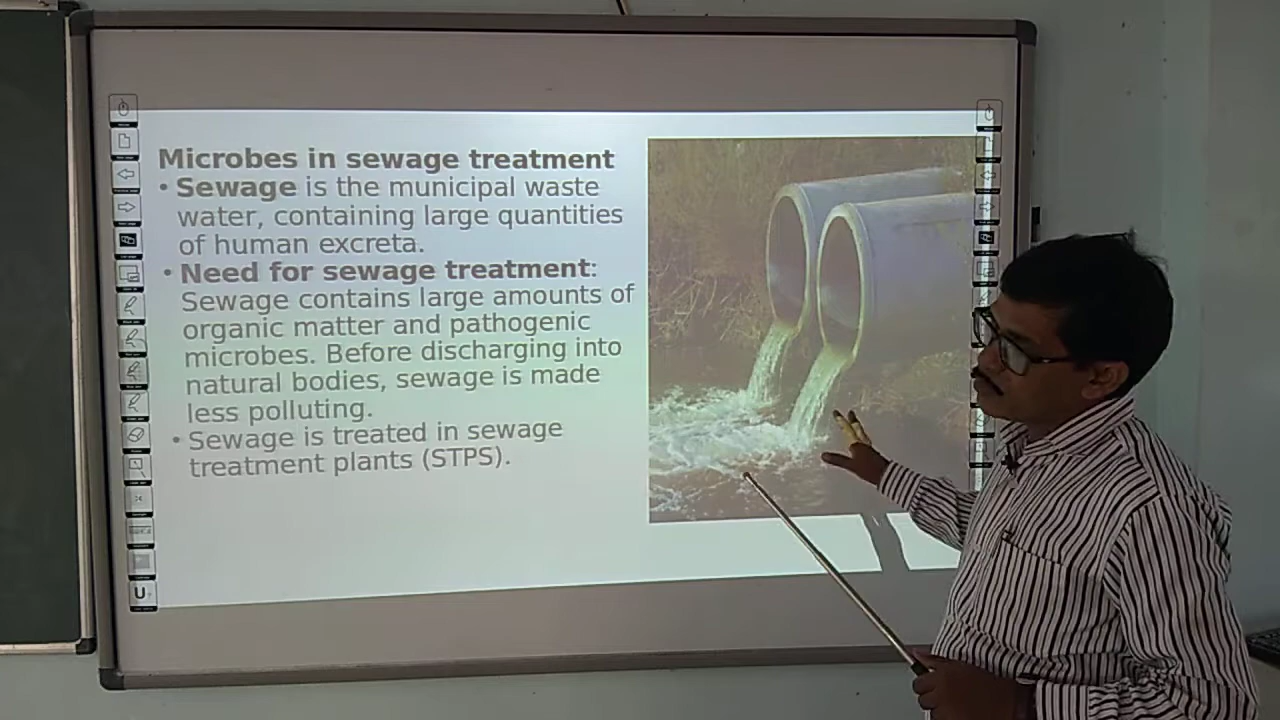 Microbes in sewage treatment
• Sewage is the municipal waste
water, containing large quantities
of human excreta.
• Need for sewage treatment:
Sewage contains large amounts of
organic matter and pathogenic
microbes. Before discharging into
natural bodies, sewage is made
less polluting.
• Sewage is treated in sewage
treatment plants (STPS).
U